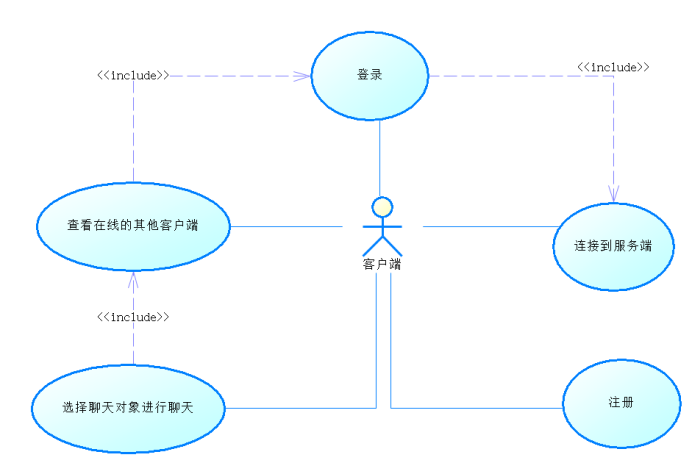 <<include>>
登录
<<include>>
查看在线的其他客户端
客户端
连接到服务端
<<include>>
选择聊天对象进行聊天
注册